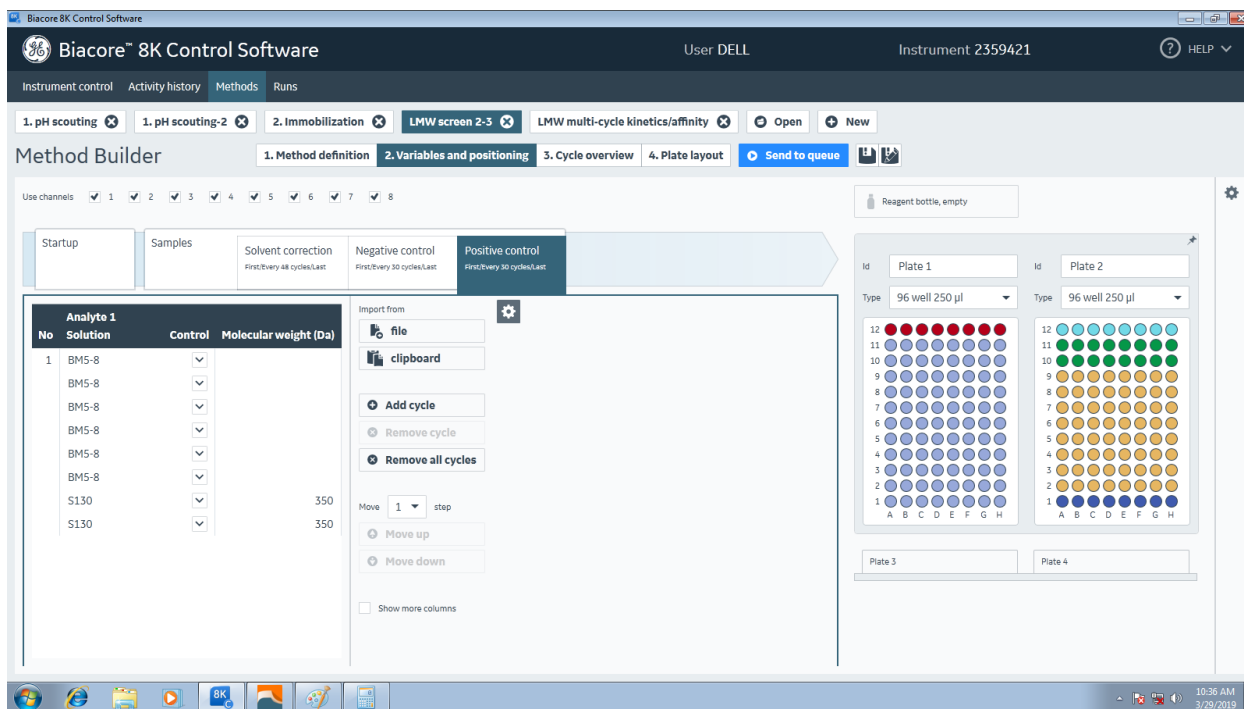 Biacore 8K Control Software
Biacore™ 8K Control Software
User DELL
Instrument 2359421
? HELP
Instrument control Activity history Methods Runs
1. pH scouting 1. pH scouting-2 2. Immobilization LMW screen 2-3 LMW multi-cycle kinetics/affinity Open New
Method Builder
1. Method definition 2. Variables and positioning 3. Cycle overview 4. Plate layout Send to queue
Use channels 1 2 3 4 5 6 7 8
Reagent bottle, empty
Startup
Samples
Solvent correction
First/Every 48 cycles/Last
Negative control
First/Every 30 cycles/Last
Positive control
First/Every 30 cycles/Last
Analyte 1
No Solution Control Molecular weight (Da)
1 BM5-8
BM5-8
BM5-8
BM5-8
BM5-8
BM5-8
S130 350
S130 350
Import from
file
clipboard
Add cycle
Remove cycle
Remove all cycles
Move 1 step
Move up
Move down
Show more columns
Id Plate 1
Type 96 well 250 µl
12
11
10
9
8
7
6
5
4
3
2
1
A B C D E F G H
Id Plate 2
Type 96 well 250 µl
12
11
10
9
8
7
6
5
4
3
2
1
A B C D E F G H
Plate 3
Plate 4
8K
C
10:36 AM
3/29/2019